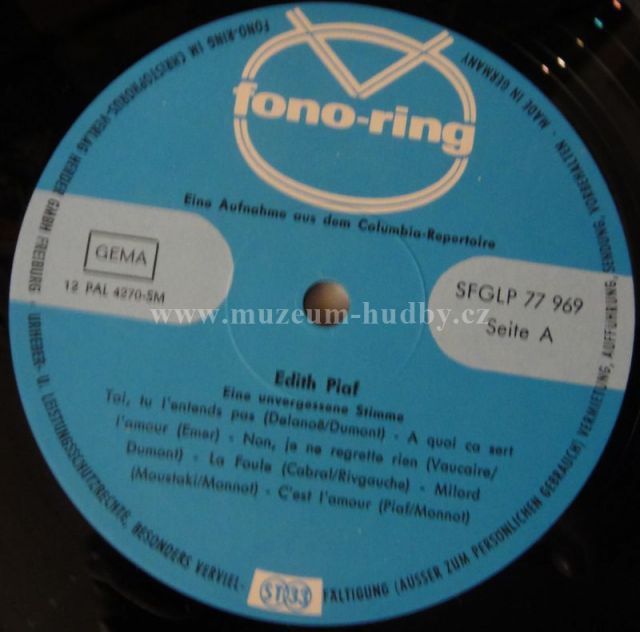 FONO-RING IM CHRISTOPHORUS-VERLAG HERDER GMBH FREIBURG · URHEBER- U. LEISTUNGSSCHUTZRECHTE, BESONDERS VERVIEL-FÄLTIGUNG (AUSSER ZUM PERSÖNLICHEN GEBRAUCH) VERMIETUNG, AUFFÜHRUNG, SENDUNG, VORBEHALTEN - MADE IN GERMANY
fono-ring
Eine Aufnahme aus dem Columbia-Repertoire
GEMA
12 PAL 4270-SM
SFGLP 77 969
Seite A
www.muzeum-hudby.cz
Edith Piaf
Eine unvergessene Stimme
Toi, tu l'entends pas (Delanoë/Dumont) - A quoi ca sert
l'amour (Emer) - Non, je ne regrette rien (Vaucaire/
Dumont) - La Foule (Cabral/Rivgauche) - Milord
(Moustaki/Monnot) - C'est l'amour (Piaf/Monnot)
ST 33